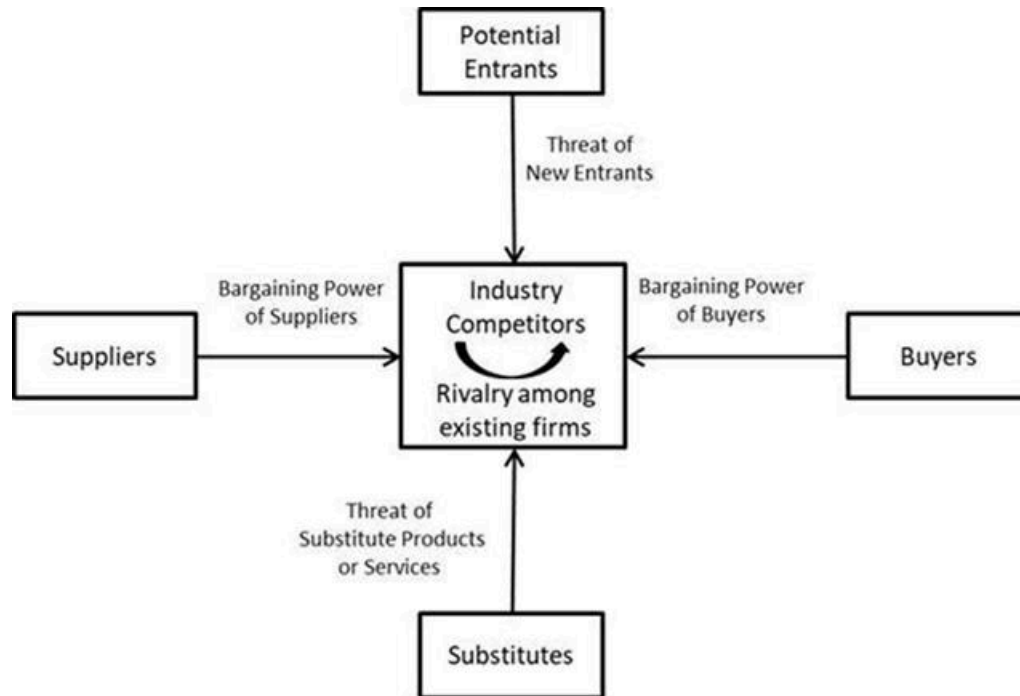 Potential
Entrants
Threat of
New Entrants
Bargaining Power
of Suppliers
Industry
Competitors
Bargaining Power
of Buyers
Suppliers
Buyers
Rivalry among
existing firms
Threat of
Substitute Products
or Services
Substitutes